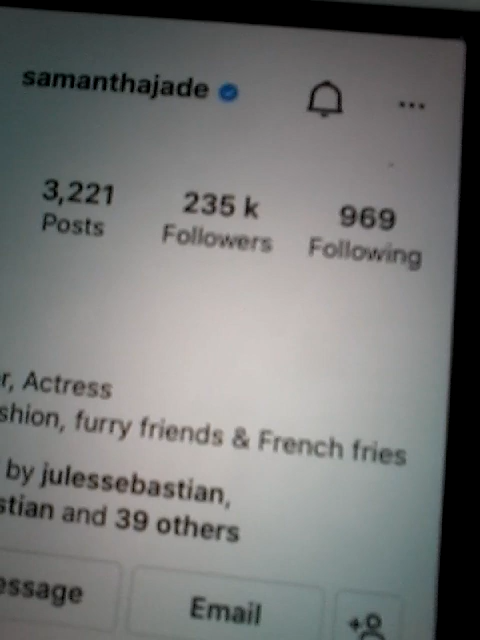 samanthajade
3,221 235 k 969
Posts Followers Following
r, Actress
shion, furry friends & French fries
by julessebastian,
stian and 39 others
essage Email